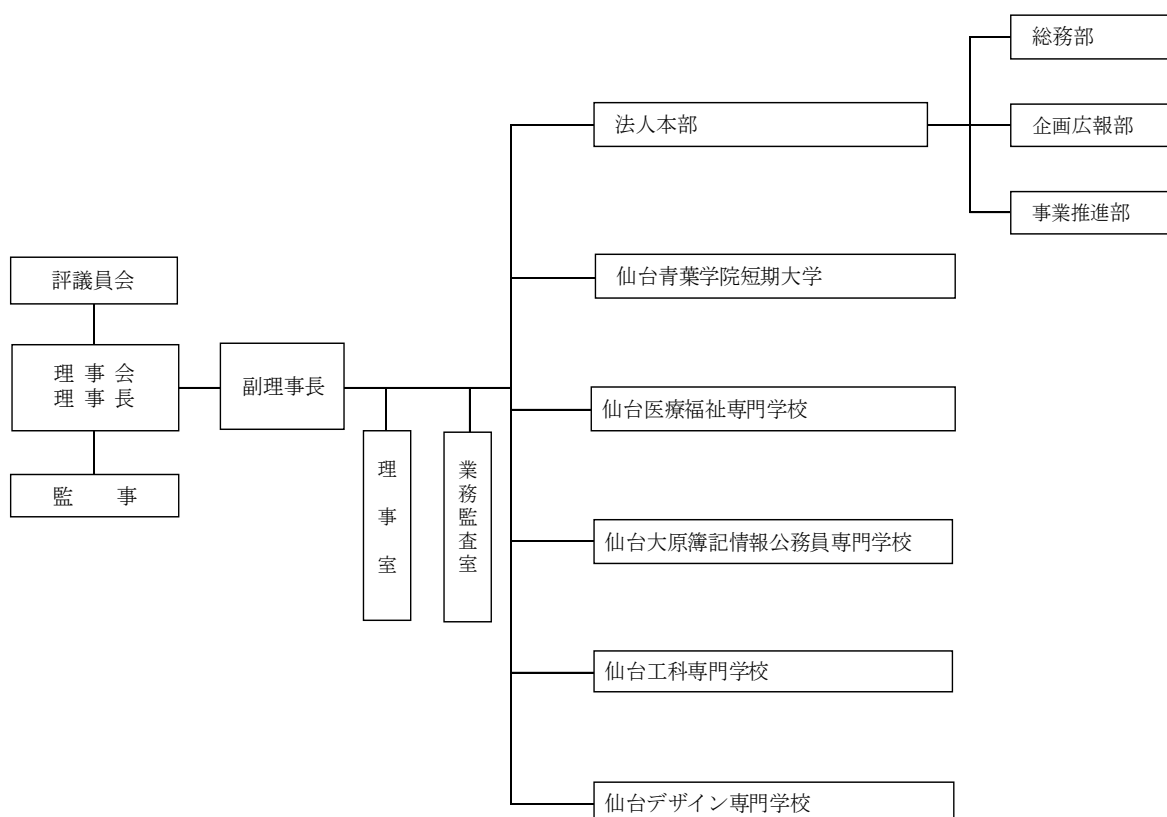 総務部
法人本部
企画広報部
事業推進部
評議員会
仙台青葉学院短期大学
理事会
理事長
副理事長
仙台医療福祉専門学校
監　事
理事室
業務監査室
仙台大原簿記情報公務員専門学校
仙台工科専門学校
仙台デザイン専門学校